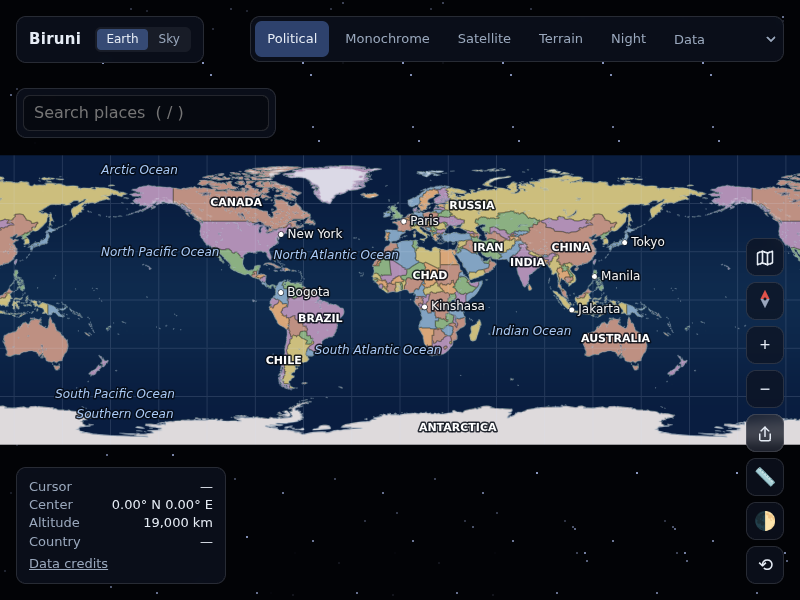 Biruni Earth Sky
Political Monochrome Satellite Terrain Night Data
Search places ( / )
Arctic Ocean
CANADA
RUSSIA
Paris
New York
Tokyo
North Pacific Ocean
North Atlantic Ocean
IRAN
CHINA
INDIA
CHAD
Manila
Bogota
Kinshasa
Jakarta
BRAZIL
Indian Ocean
AUSTRALIA
CHILE
South Atlantic Ocean
South Pacific Ocean
Southern Ocean
ANTARCTICA
+
−
Cursor —
Center 0.00° N 0.00° E
Altitude 19,000 km
Country —
Data credits